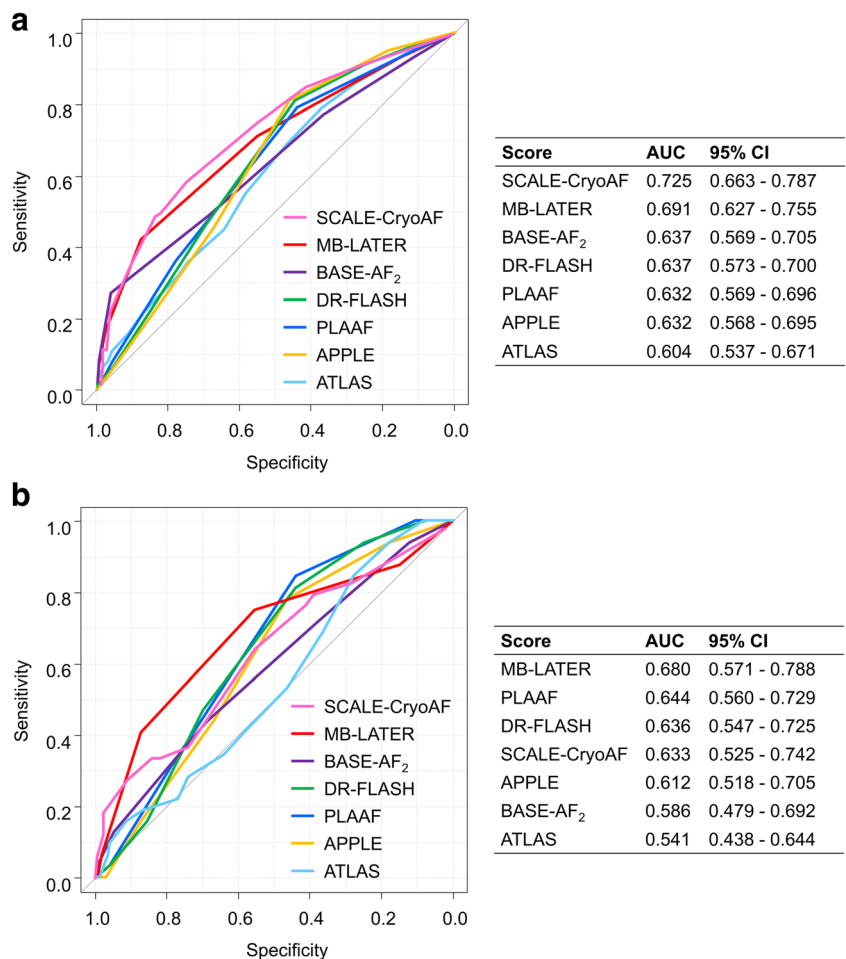 a
1.0
0.8
0.6
0.4
0.2
0.0
Sensitivity
SCALE-CryoAF
MB-LATER
BASE-AF2
DR-FLASH
PLAAF
APPLE
ATLAS
1.0 0.8 0.6 0.4 0.2 0.0
Specificity
Score AUC 95% CI
SCALE-CryoAF 0.725 0.663 - 0.787
MB-LATER 0.691 0.627 - 0.755
BASE-AF2 0.637 0.569 - 0.705
DR-FLASH 0.637 0.573 - 0.700
PLAAF 0.632 0.569 - 0.696
APPLE 0.632 0.568 - 0.695
ATLAS 0.604 0.537 - 0.671
b
1.0
0.8
0.6
0.4
0.2
0.0
Sensitivity
SCALE-CryoAF
MB-LATER
BASE-AF2
DR-FLASH
PLAAF
APPLE
ATLAS
1.0 0.8 0.6 0.4 0.2 0.0
Specificity
Score AUC 95% CI
MB-LATER 0.680 0.571 - 0.788
PLAAF 0.644 0.560 - 0.729
DR-FLASH 0.636 0.547 - 0.725
SCALE-CryoAF 0.633 0.525 - 0.742
APPLE 0.612 0.518 - 0.705
BASE-AF2 0.586 0.479 - 0.692
ATLAS 0.541 0.438 - 0.644